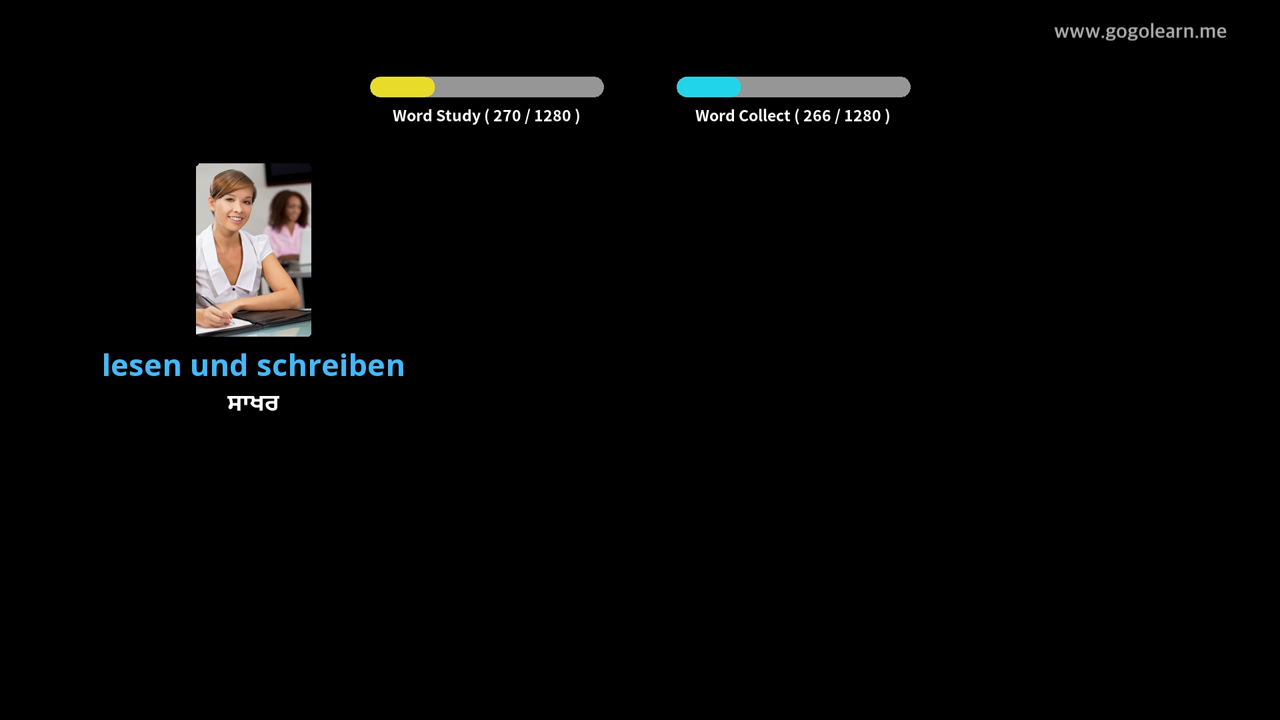 www.gogolearn.me
Word Study ( 270 / 1280 )
Word Collect ( 266 / 1280 )
lesen und schreiben
ਸਾਖਰ